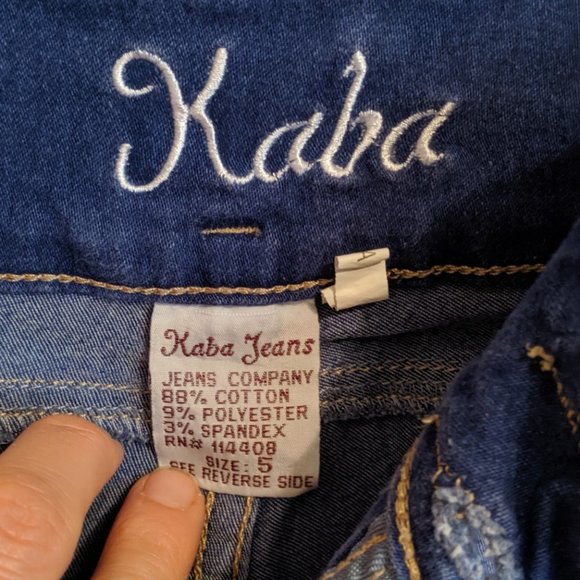 Kaba
A
Kaba Jeans
JEANS COMPANY
88% COTTON
9% POLYESTER
3% SPANDEX
RN# 114408
SIZE: 5
SEE REVERSE SIDE